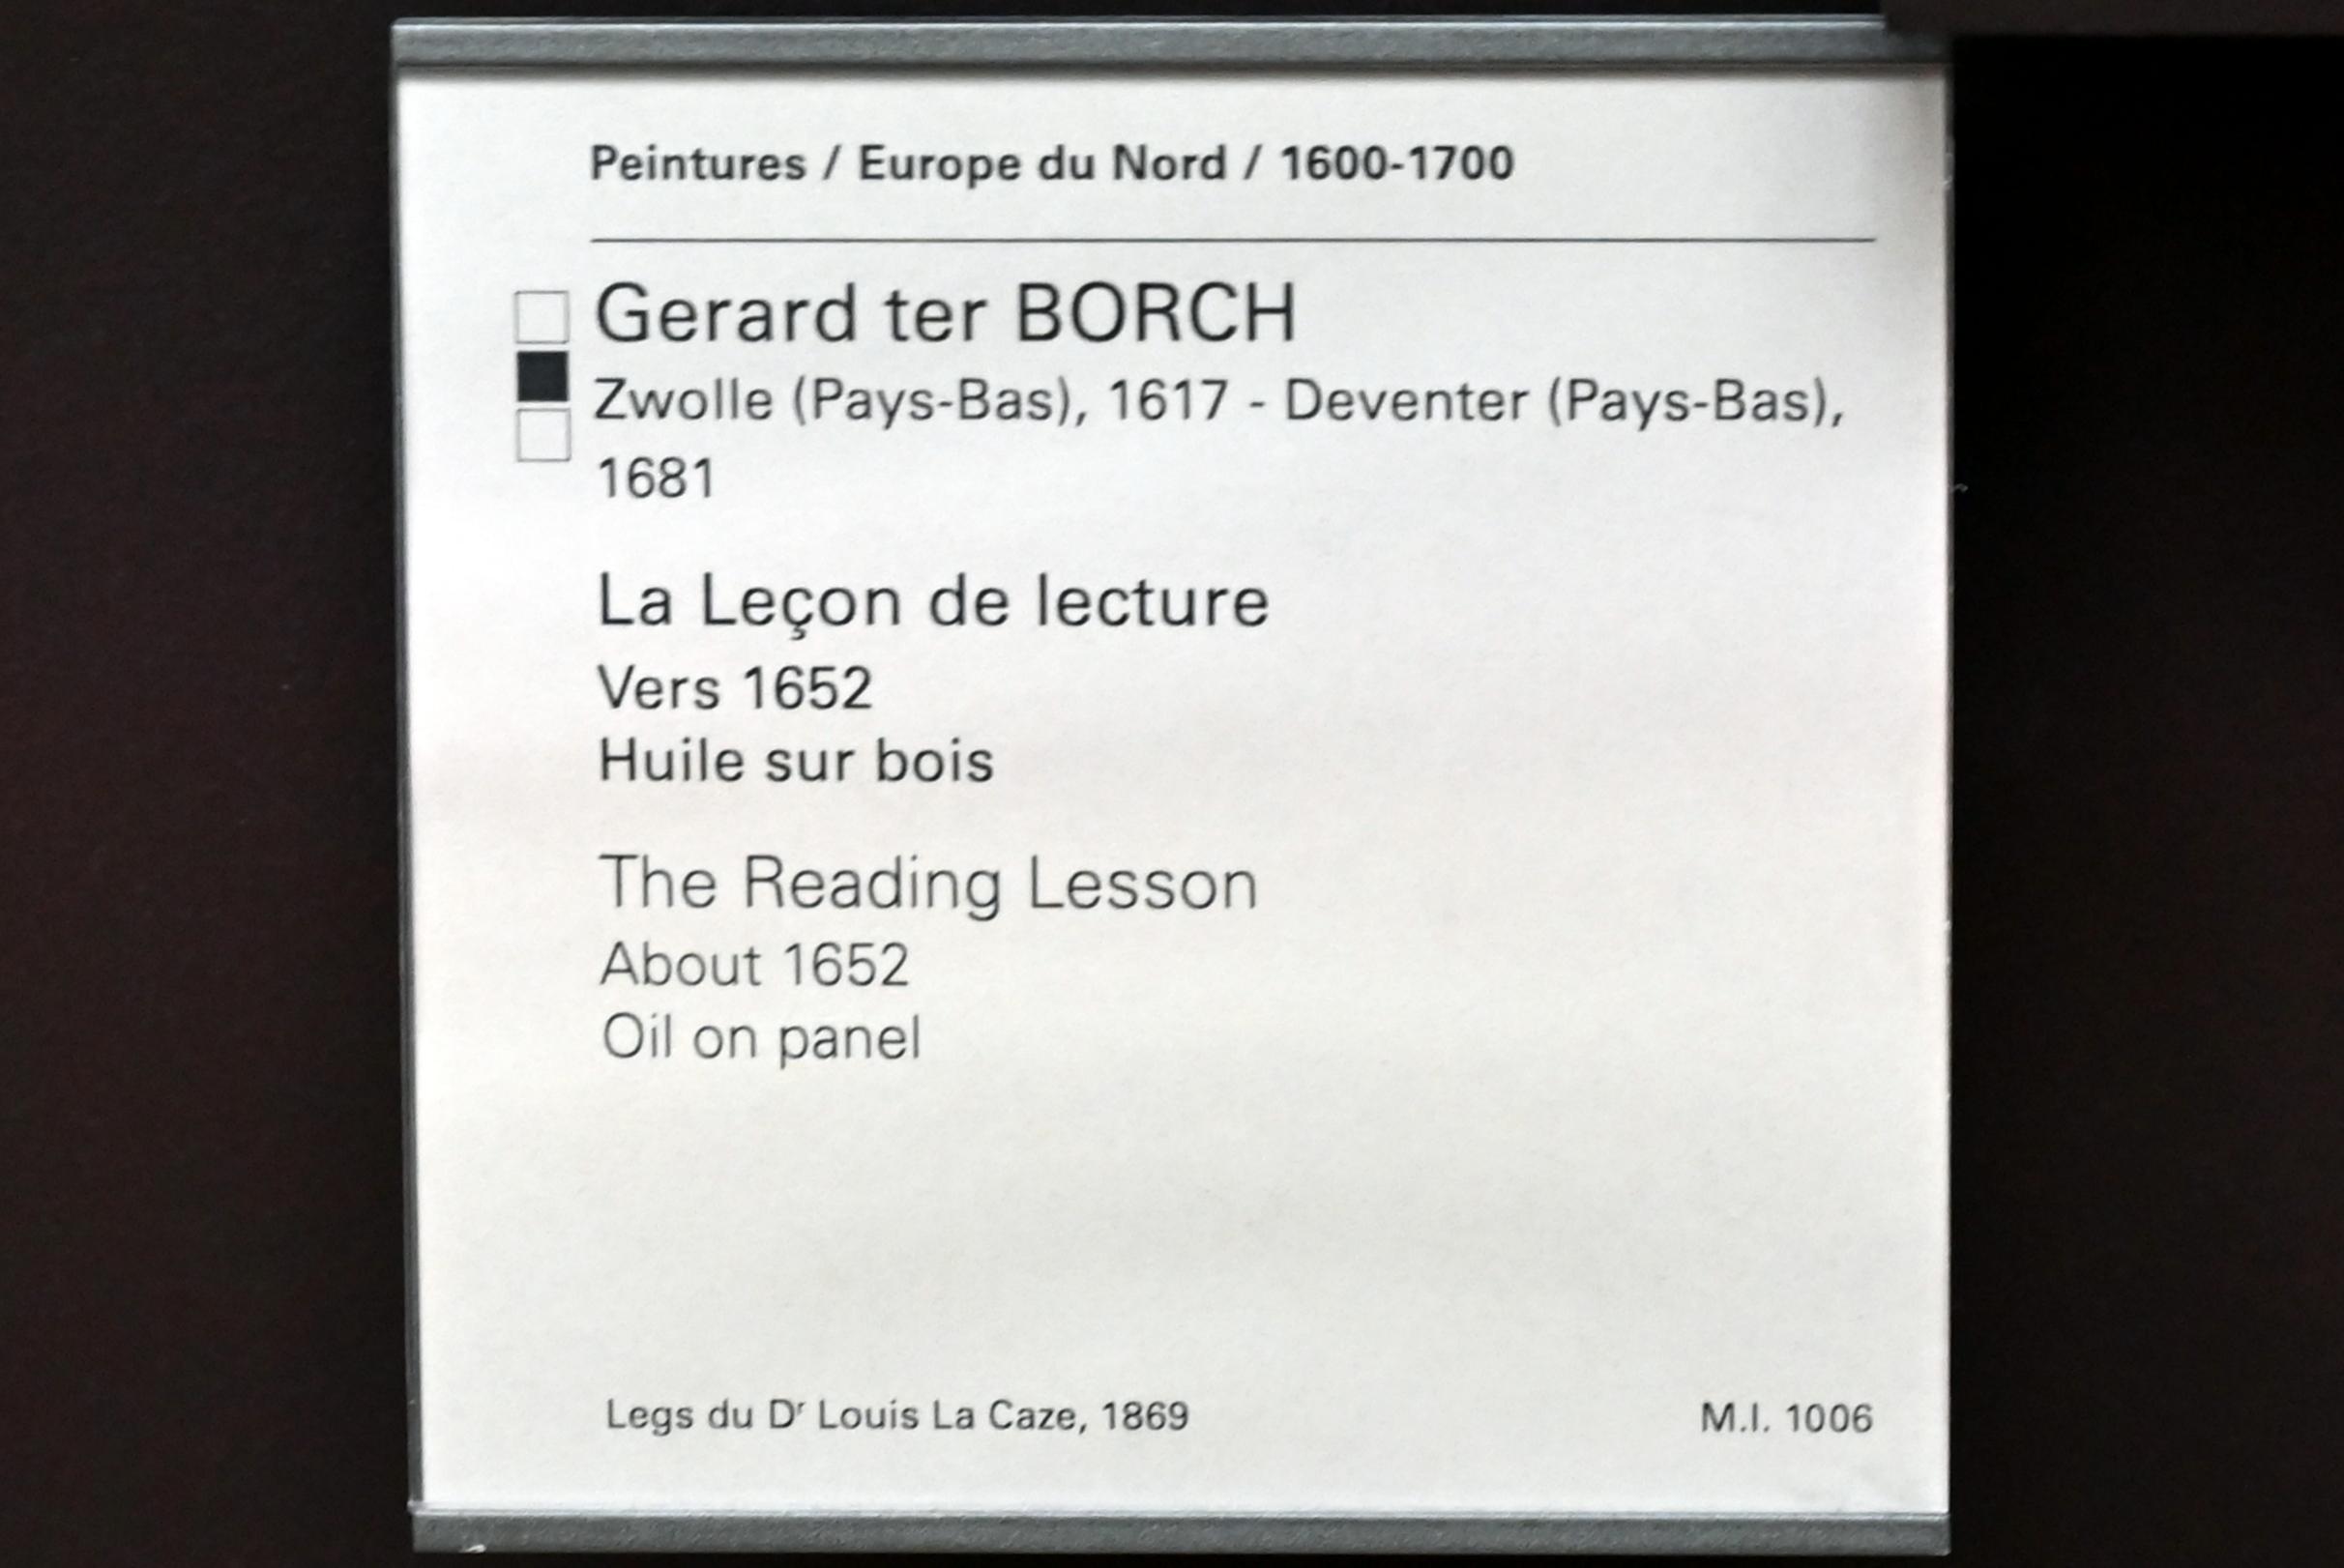 Peintures / Europe du Nord / 1600-1700
Gerard ter BORCH
Zwolle (Pays-Bas), 1617 - Deventer (Pays-Bas),
1681
La Leçon de lecture
Vers 1652
Huile sur bois
The Reading Lesson
About 1652
Oil on panel
Legs du Dʳ Louis La Caze, 1869
M.I. 1006